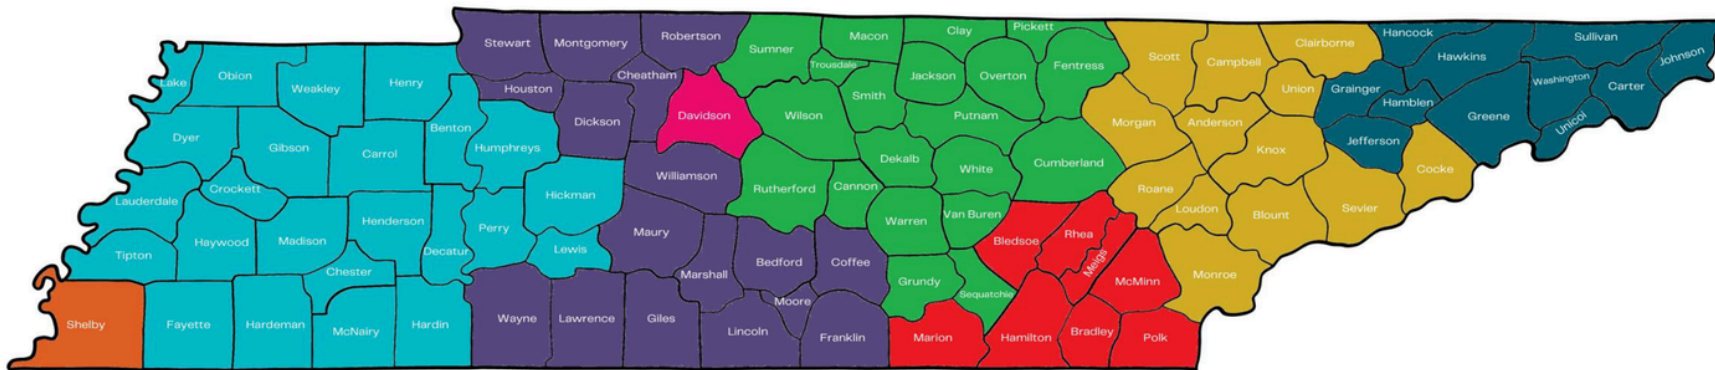 Lake
Obion
Weakley
Henry
Dyer
Gibson
Carrol
Benton
Humphreys
Crockett
Lauderdale
Hickman
Henderson
Haywood
Madison
Perry
Lewis
Tipton
Decatur
Chester
Shelby
Fayette
Hardeman
McNairy
Hardin
Stewart
Montgomery
Robertson
Cheatham
Houston
Dickson
Davidson
Williamson
Maury
Marshall
Bedford
Coffee
Moore
Wayne
Lawrence
Giles
Lincoln
Franklin
Sumner
Macon
Clay
Pickett
Trousdale
Jackson
Overton
Fentress
Smith
Wilson
Putnam
Dekalb
White
Cumberland
Rutherford
Cannon
Warren
Van Buren
Grundy
Sequatchie
Bledsoe
Rhea
Meigs
McMinn
Marion
Hamilton
Bradley
Polk
Scott
Campbell
Clairborne
Union
Morgan
Anderson
Knox
Roane
Loudon
Blount
Sevier
Cocke
Monroe
Hancock
Hawkins
Sullivan
Johnson
Grainger
Hamblen
Washington
Carter
Greene
Unicoi
Jefferson